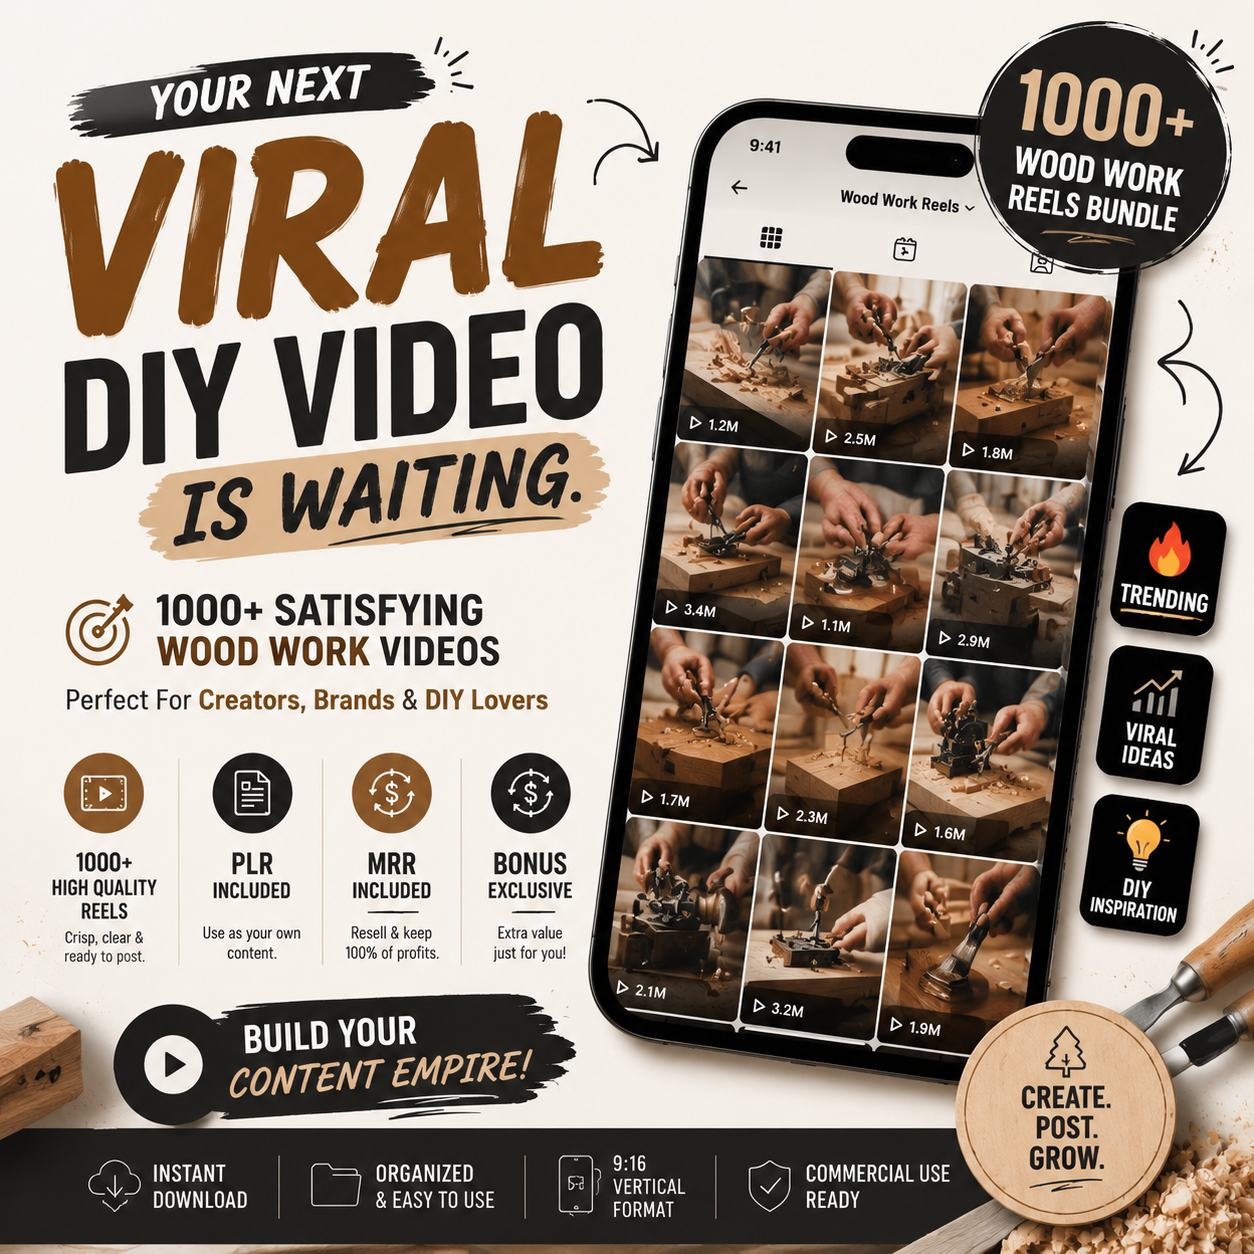 YOUR NEXT
VIRAL
DIY VIDEO
IS WAITING.
1000+ SATISFYING
WOOD WORK VIDEOS
Perfect For Creators, Brands & DIY Lovers
1000+
HIGH QUALITY
REELS
Crisp, clear &
ready to post.
PLR
INCLUDED
Use as your own
content.
MRR
INCLUDED
Resell & keep
100% of profits.
BONUS
EXCLUSIVE
Extra value
just for you!
BUILD YOUR
CONTENT EMPIRE!
1000+
WOOD WORK
REELS BUNDLE
9:41
Wood Work Reels
1.2M
2.5M
1.8M
3.4M
1.1M
2.9M
1.7M
2.3M
1.6M
2.1M
3.2M
1.9M
TRENDING
VIRAL
IDEAS
DIY
INSPIRATION
CREATE.
POST.
GROW.
INSTANT
DOWNLOAD
ORGANIZED
& EASY TO USE
9:16
VERTICAL
FORMAT
COMMERCIAL USE
READY